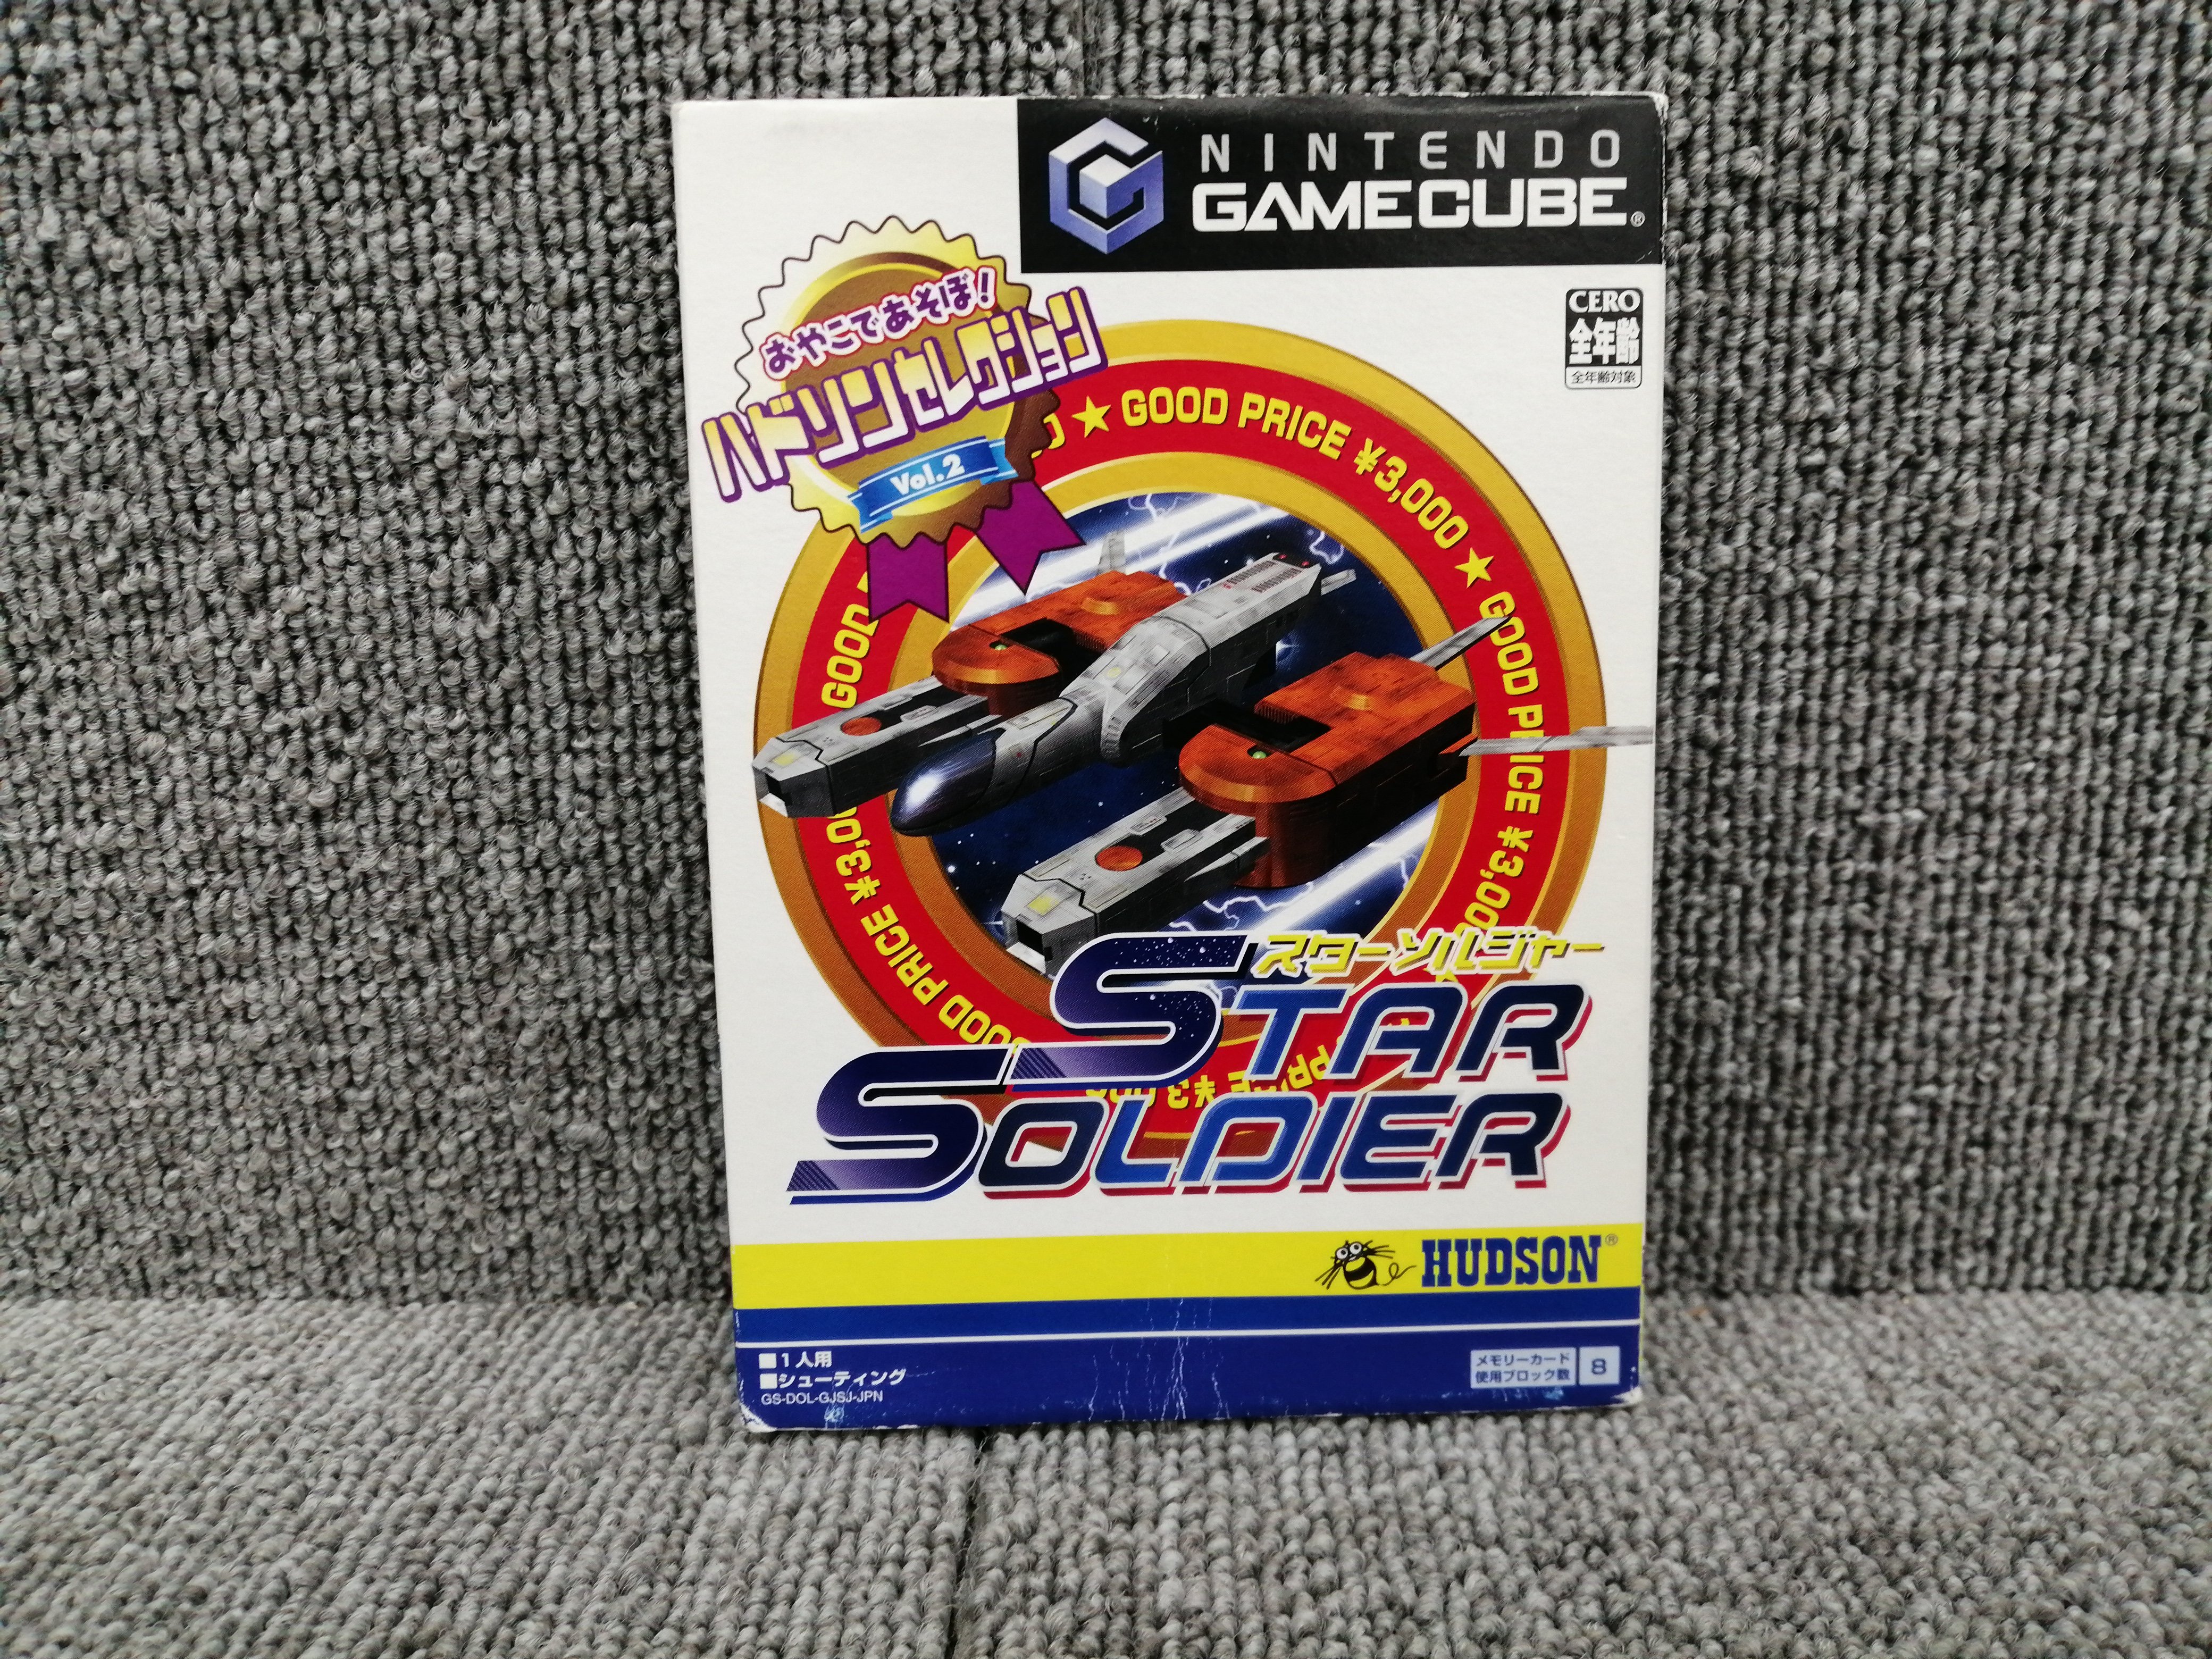 NINTENDO
GAMECUBE®
CERO
全年齢
全年齢対象
おやこであそぼ!
ハドソンセレクション
Vol.2
★ GOOD PRICE ¥3,000 ★ GOOD PRICE ¥3,000
PRICE ¥3,000
GOOD PRICE ¥3,000
GOOD
スターソルジャー
STAR
SOLDIER
HUDSON®
■1人用
■シューティング
GS-DOL-GJSJ-JPN
メモリーカード
使用ブロック数
8